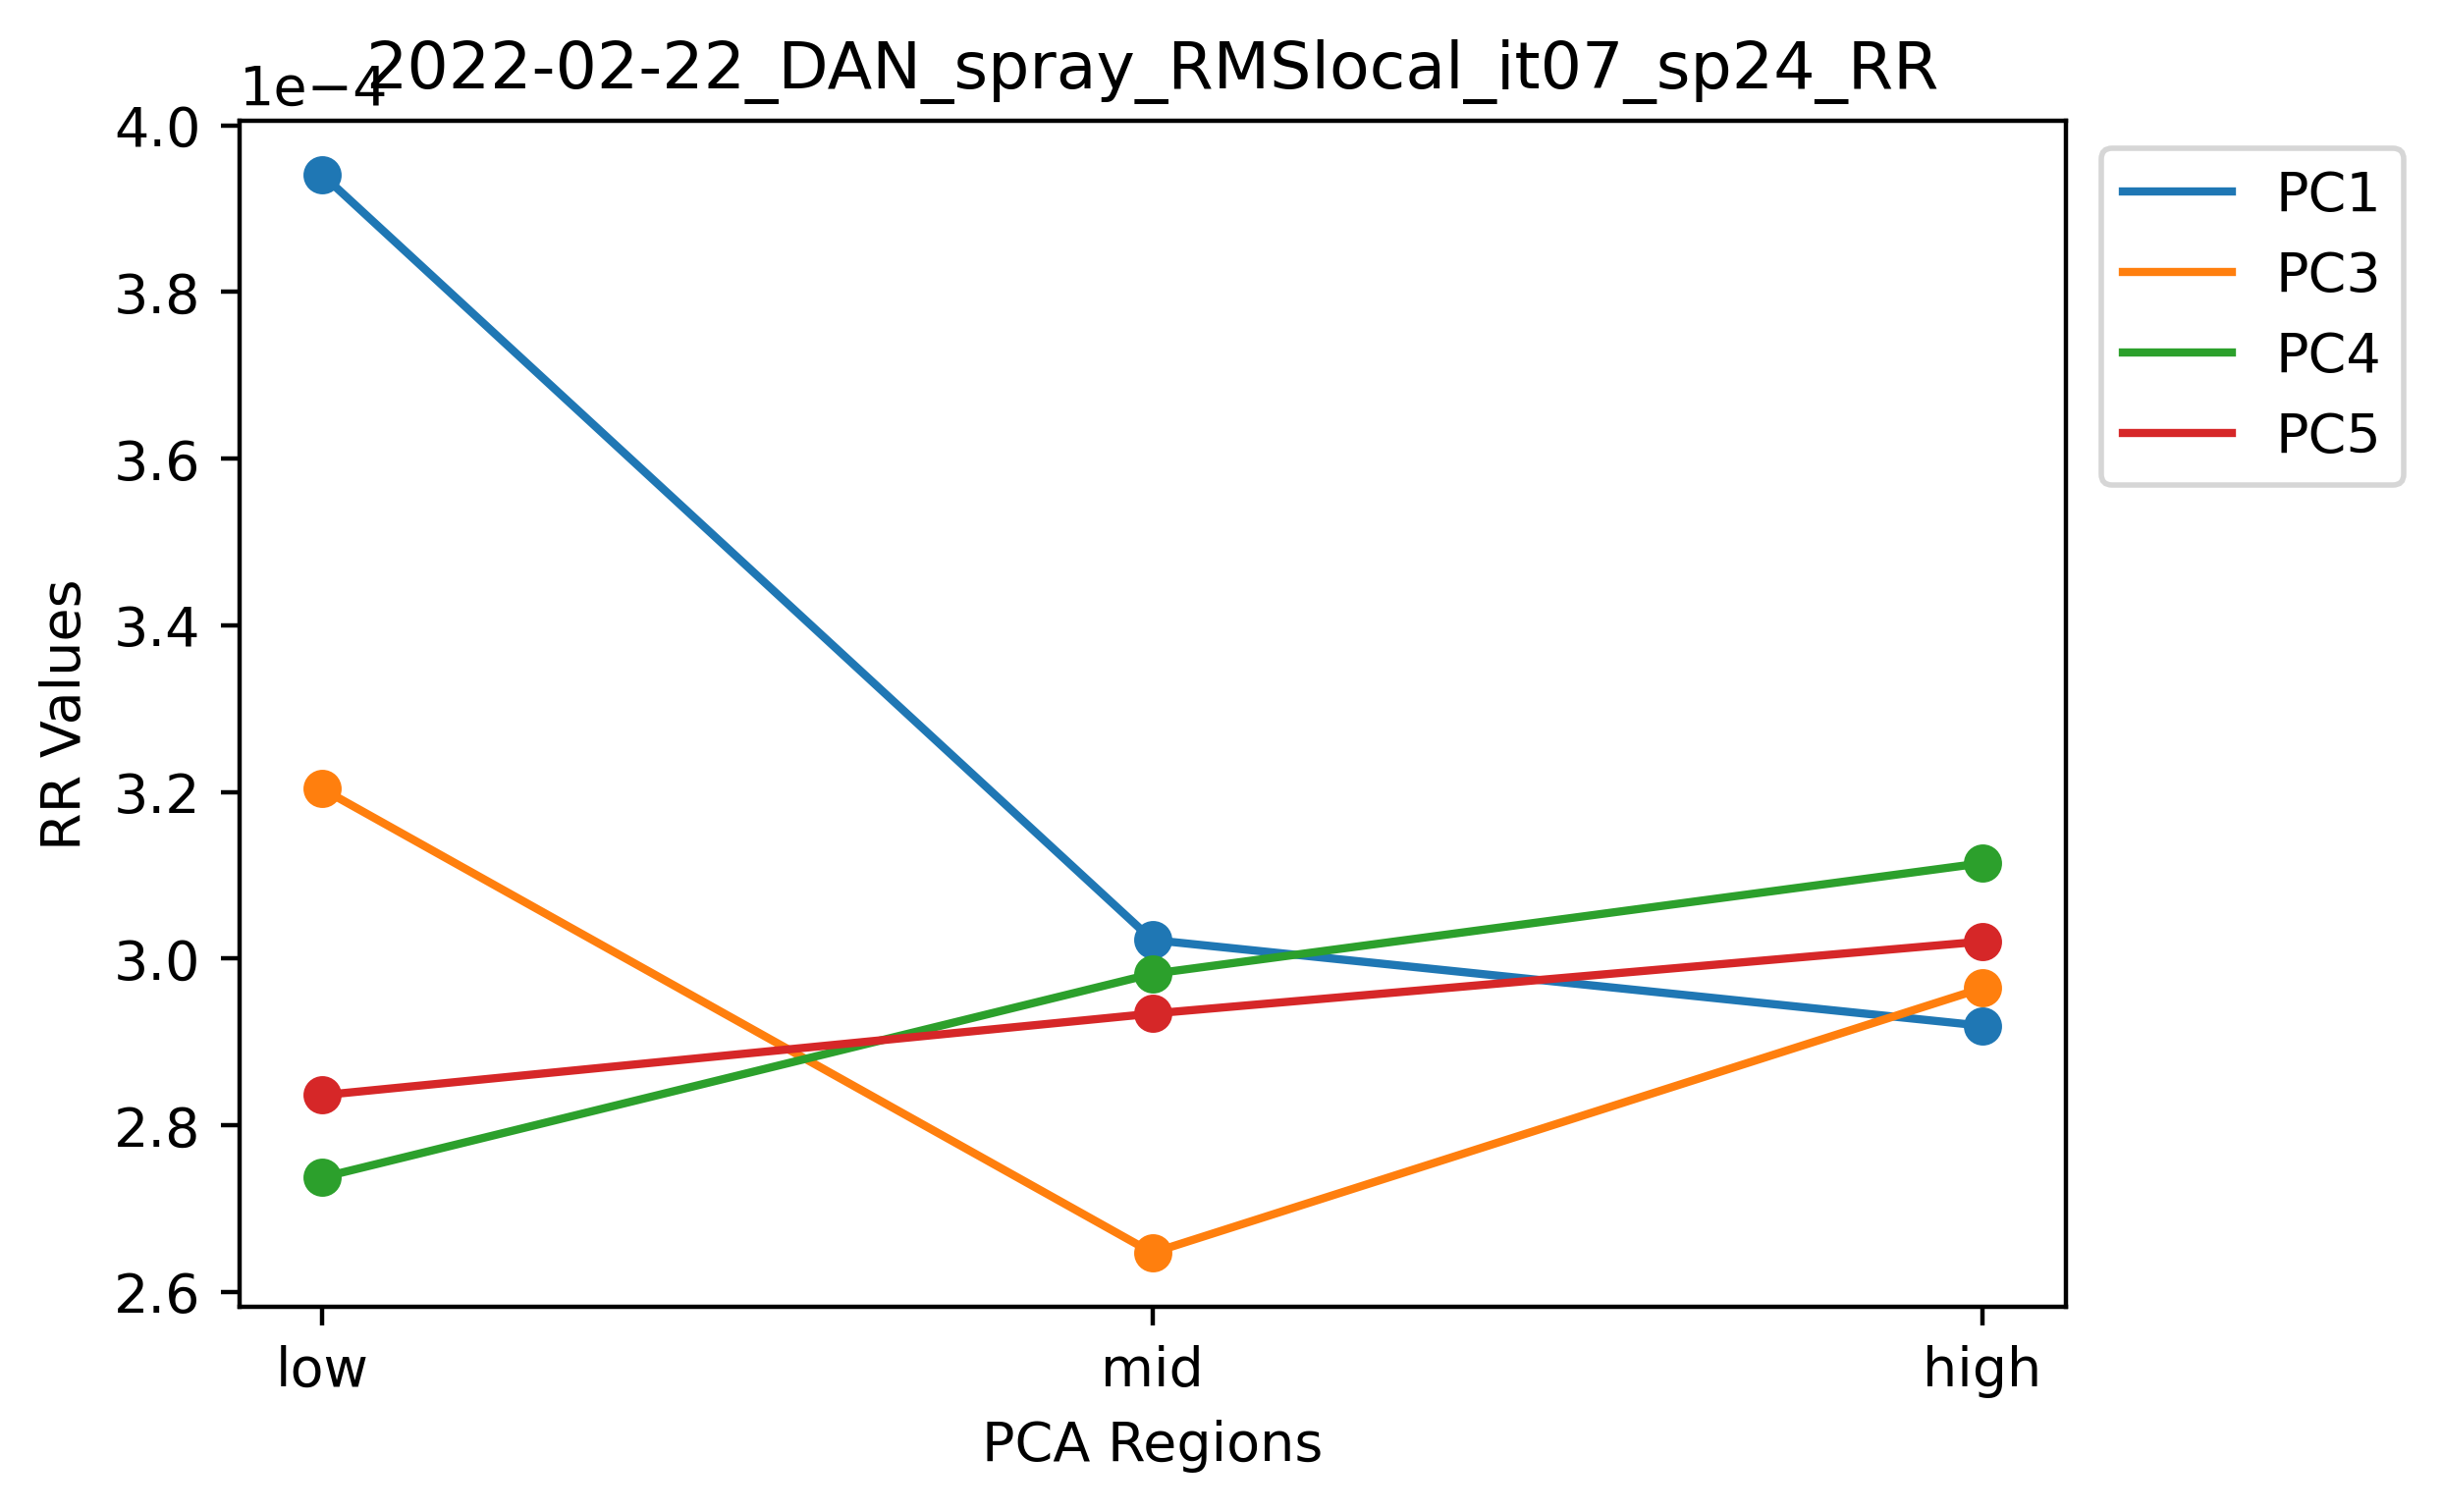 2022-02-22_DAN_spray_RMSlocal_it07_sp24_RR
1e−4
4.0
3.8
3.6
3.4
3.2
3.0
2.8
2.6
RR Values
low
mid
high
PCA Regions
PC1
PC3
PC4
PC5